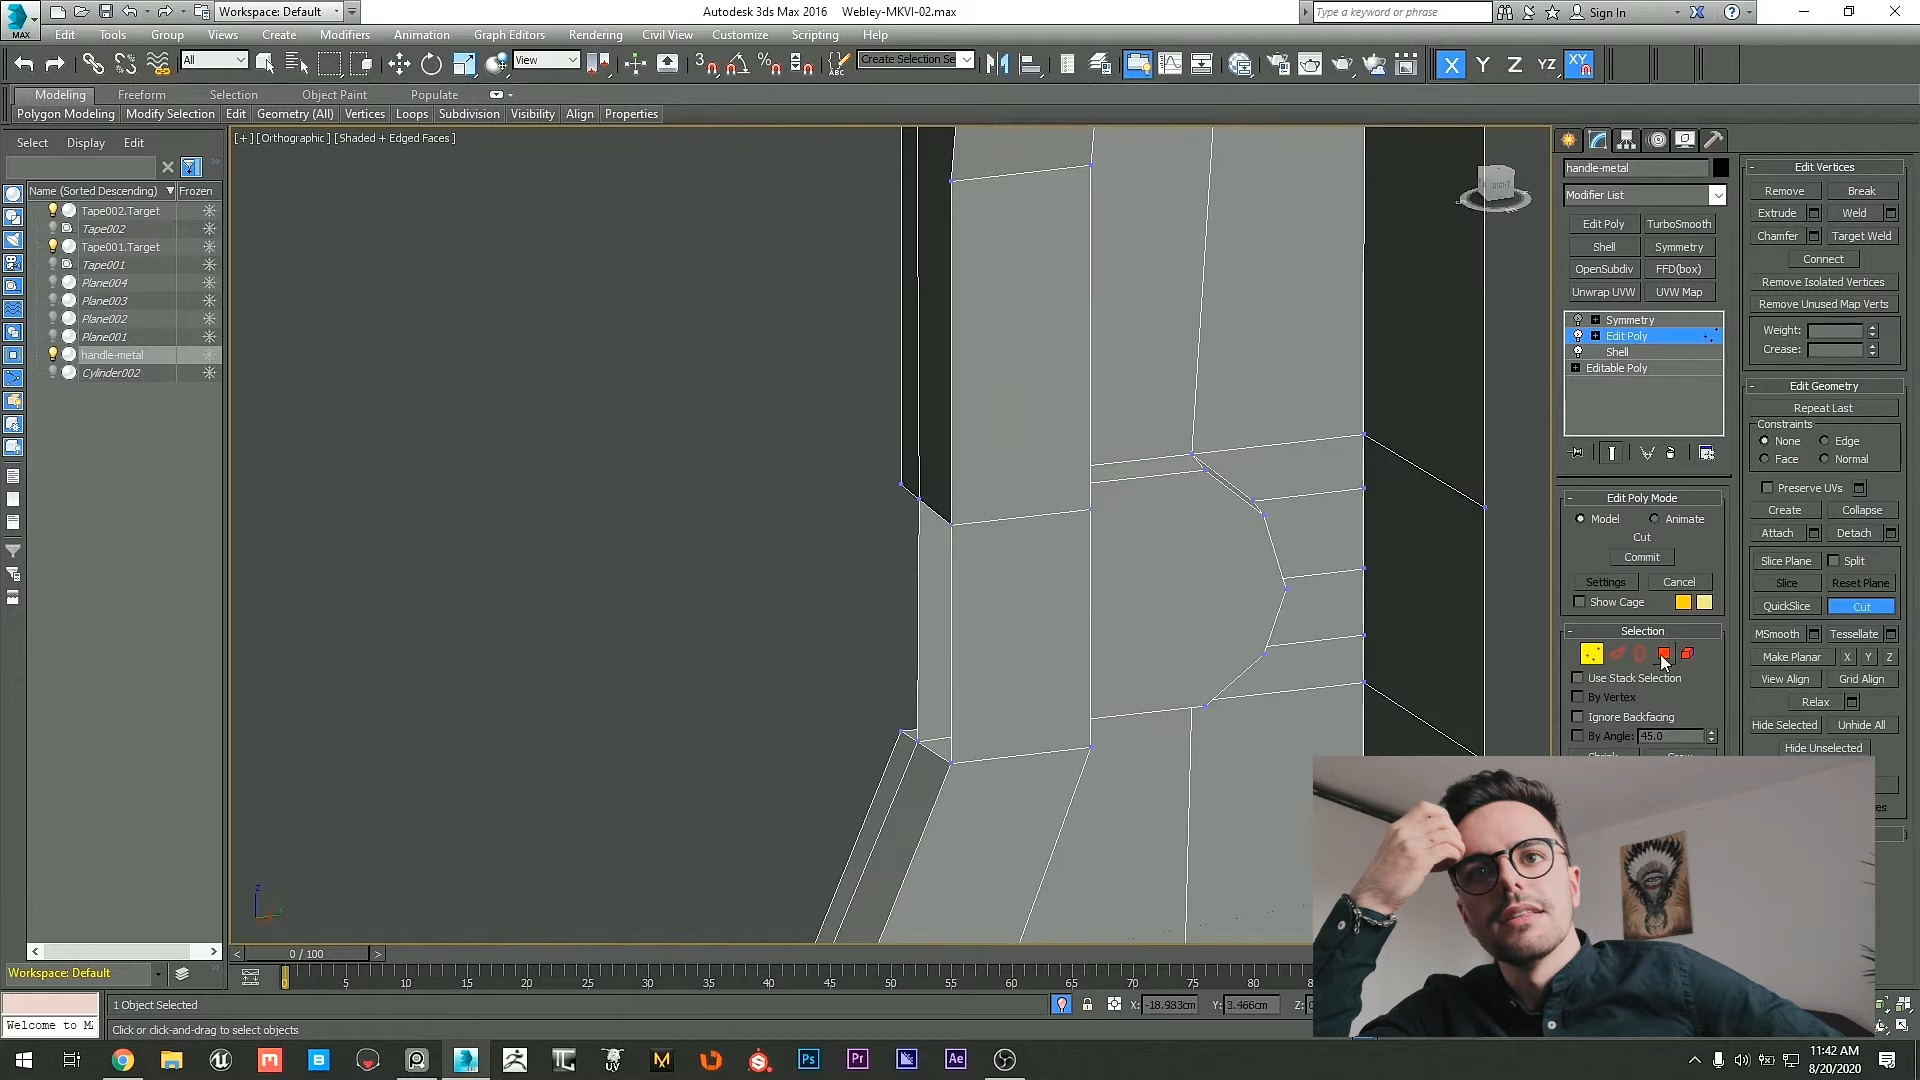 MAX
Workspace: Default
Autodesk 3ds Max 2016    Webley-MKVI-02.max
Type a keyword or phrase
Sign In
Edit Tools Group Views Create Modifiers Animation Graph Editors Rendering Civil View Customize Scripting Help
All
View
3
Create Selection Se
X Y Z YZ XY
Modeling Freeform Selection Object Paint Populate
Polygon Modeling Modify Selection Edit Geometry (All) Vertices Loops Subdivision Visibility Align Properties
Select Display Edit
Name (Sorted Descending) Frozen
Tape002.Target
Tape002
Tape001.Target
Tape001
Plane004
Plane003
Plane002
Plane001
handle-metal
Cylinder002
[+] [Orthographic] [Shaded + Edged Faces]
RIGHT
z
y
handle-metal
Modifier List
Edit Poly TurboSmooth
Shell Symmetry
OpenSubdiv FFD(box)
Unwrap UVW UVW Map
Symmetry
Edit Poly
Shell
Editable Poly
Edit Poly Mode
Model Animate
Cut
Commit
Settings Cancel
Show Cage
Selection
Use Stack Selection
By Vertex
Ignore Backfacing
By Angle: 45.0
Edit Vertices
Remove Break
Extrude Weld
Chamfer Target Weld
Connect
Remove Isolated Vertices
Remove Unused Map Verts
Weight:
Crease:
Edit Geometry
Repeat Last
Constraints
None Edge
Face Normal
Preserve UVs
Create Collapse
Attach Detach
Slice Plane Split
Slice Reset Plane
QuickSlice Cut
MSmooth Tessellate
Make Planar X Y Z
View Align Grid Align
Relax
Hide Selected Unhide All
Hide Unselected
0 / 100
5 10 15 20 25 30 35 40 45 50 55 60 65 70 75 80 85
Workspace: Default
1 Object Selected
X: -18.983cm Y: 3.466cm Z:
Welcome to M
Click or click-and-drag to select objects
UV
Ps Pr Ae
11:42 AM
8/20/2020